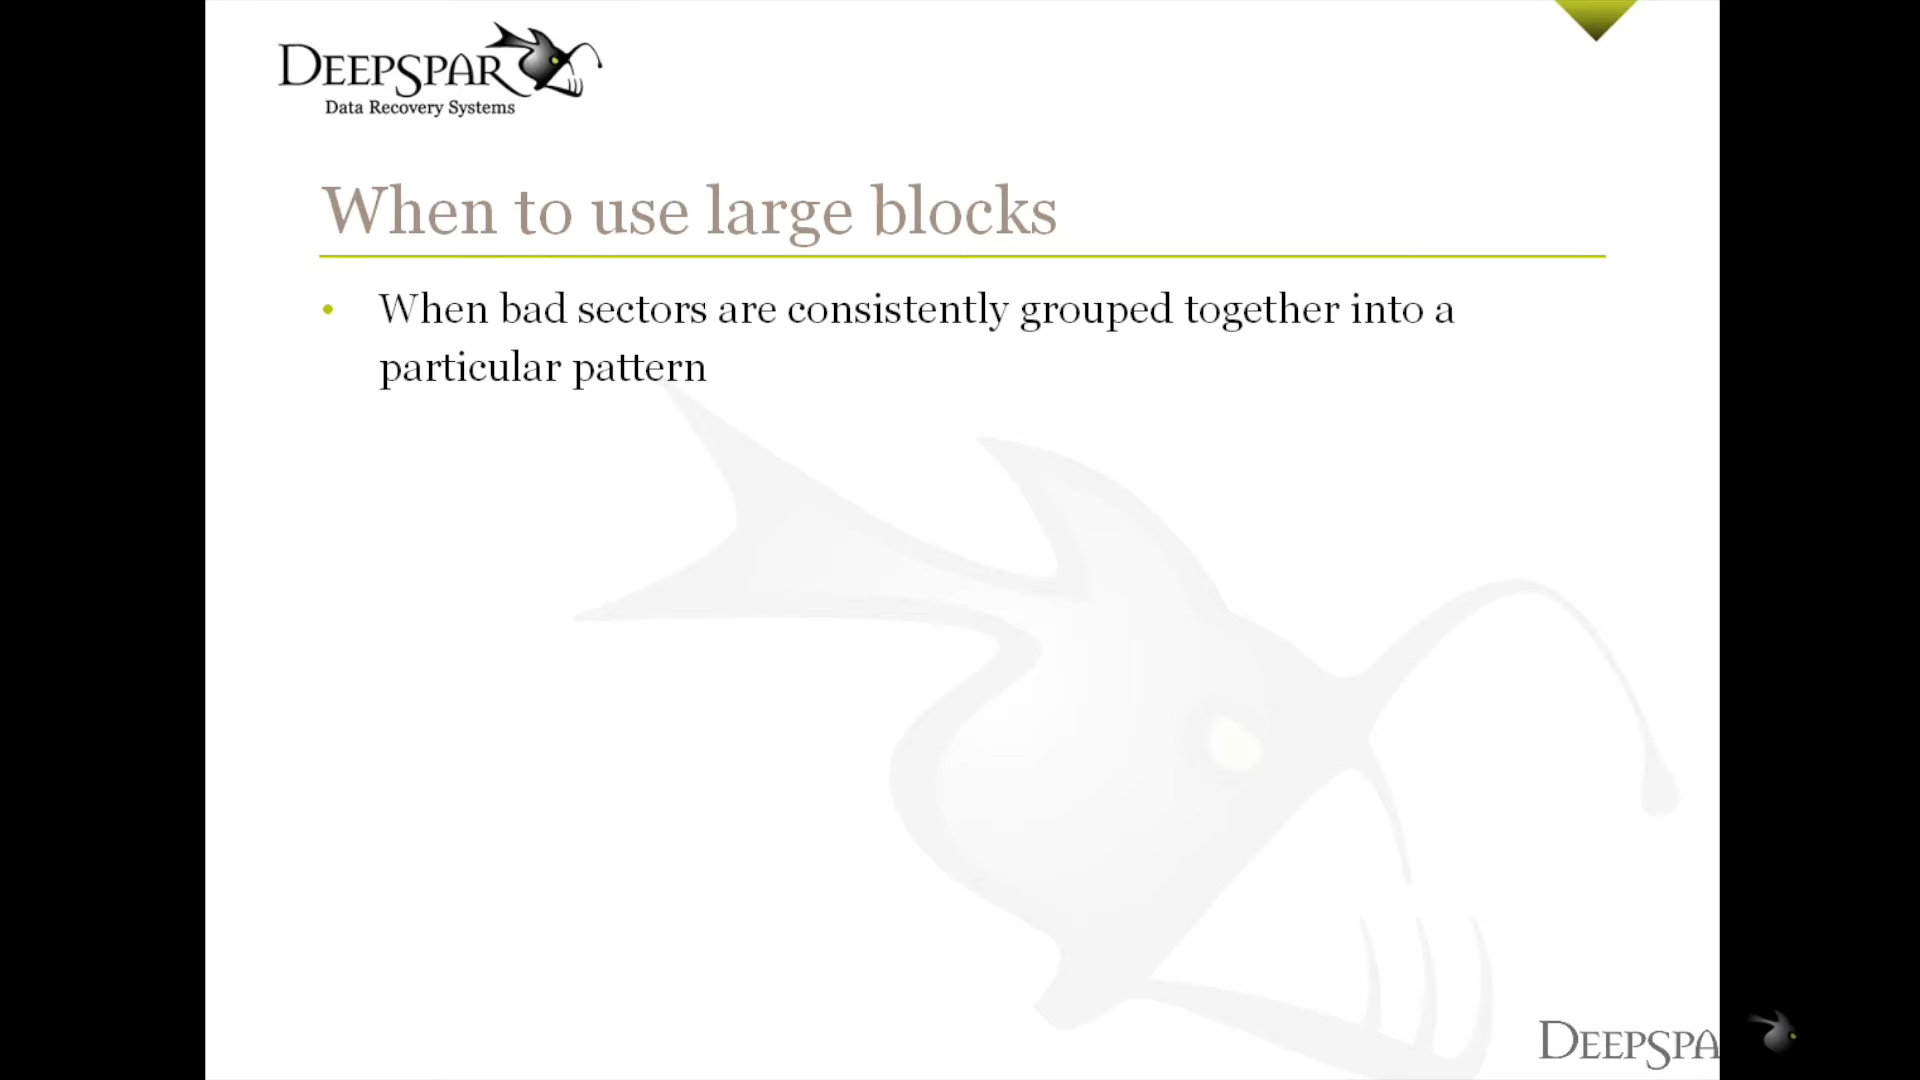 DEEPSPAR
Data Recovery Systems
When to use large blocks
• When bad sectors are consistently grouped together into a
particular pattern
DEEPSPA